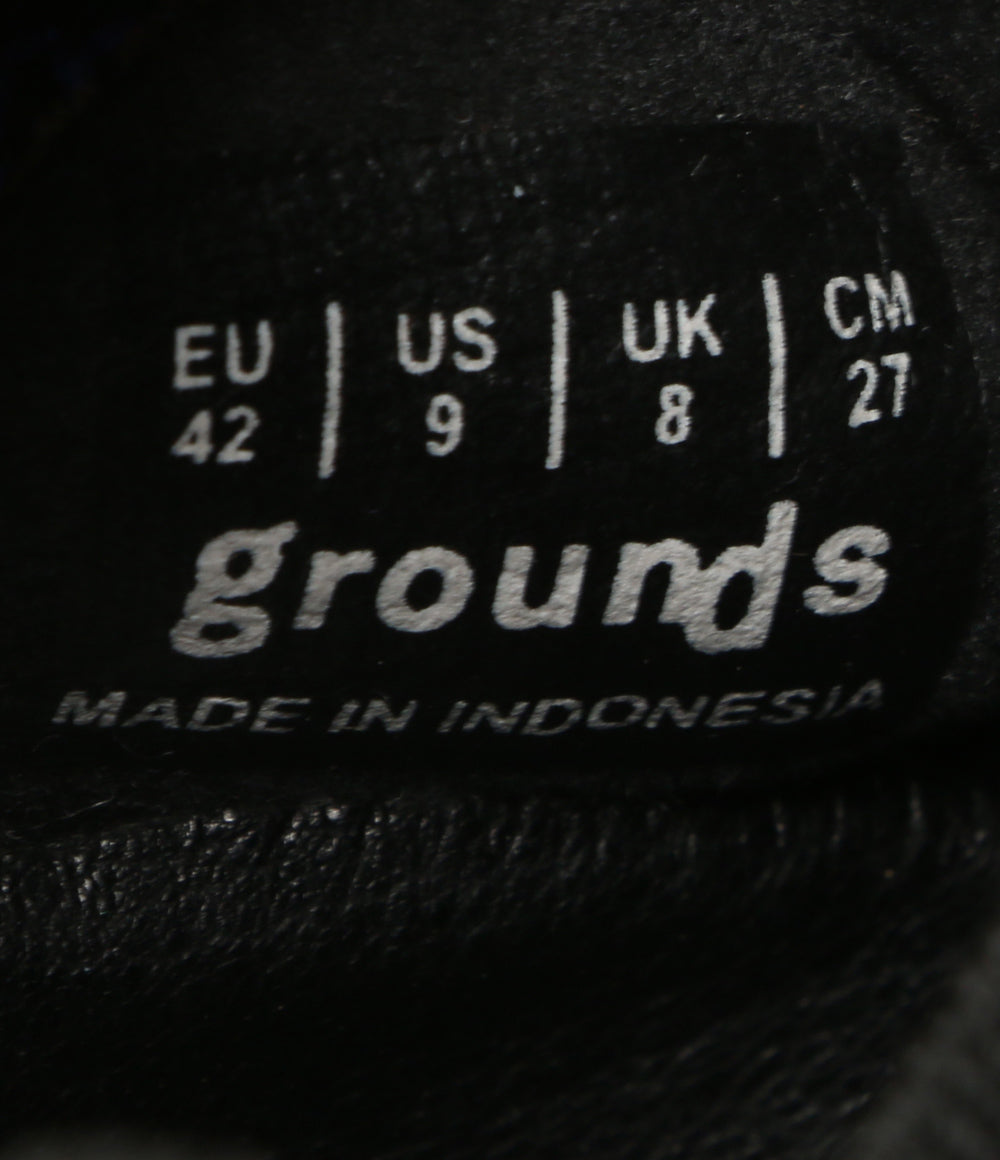 EU | US | UK | CM
42 | 9 | 8 | 27
grounds
MADE IN INDONESIA